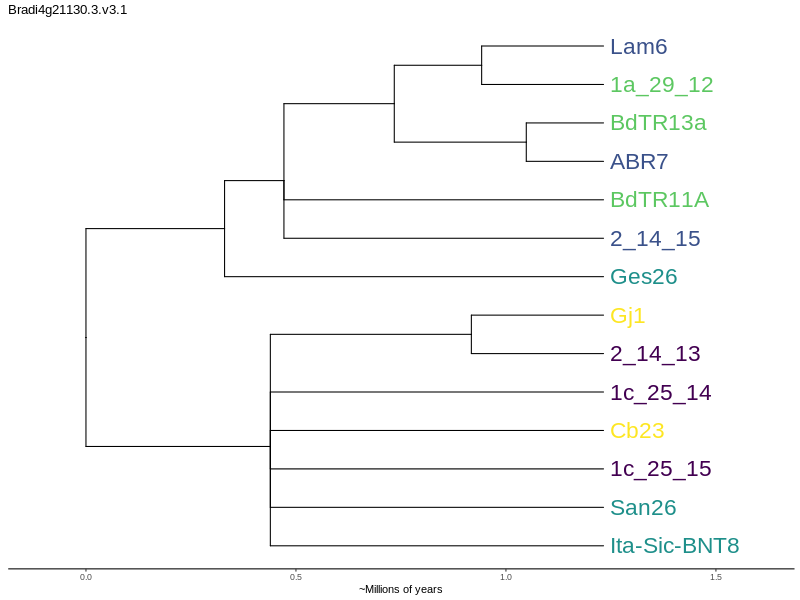 Bradi4g21130.3.v3.1
Lam6
1a_29_12
BdTR13a
ABR7
BdTR11A
2_14_15
Ges26
Gj1
2_14_13
1c_25_14
Cb23
1c_25_15
San26
Ita-Sic-BNT8
0.0 0.5 1.0 1.5
~Millions of years